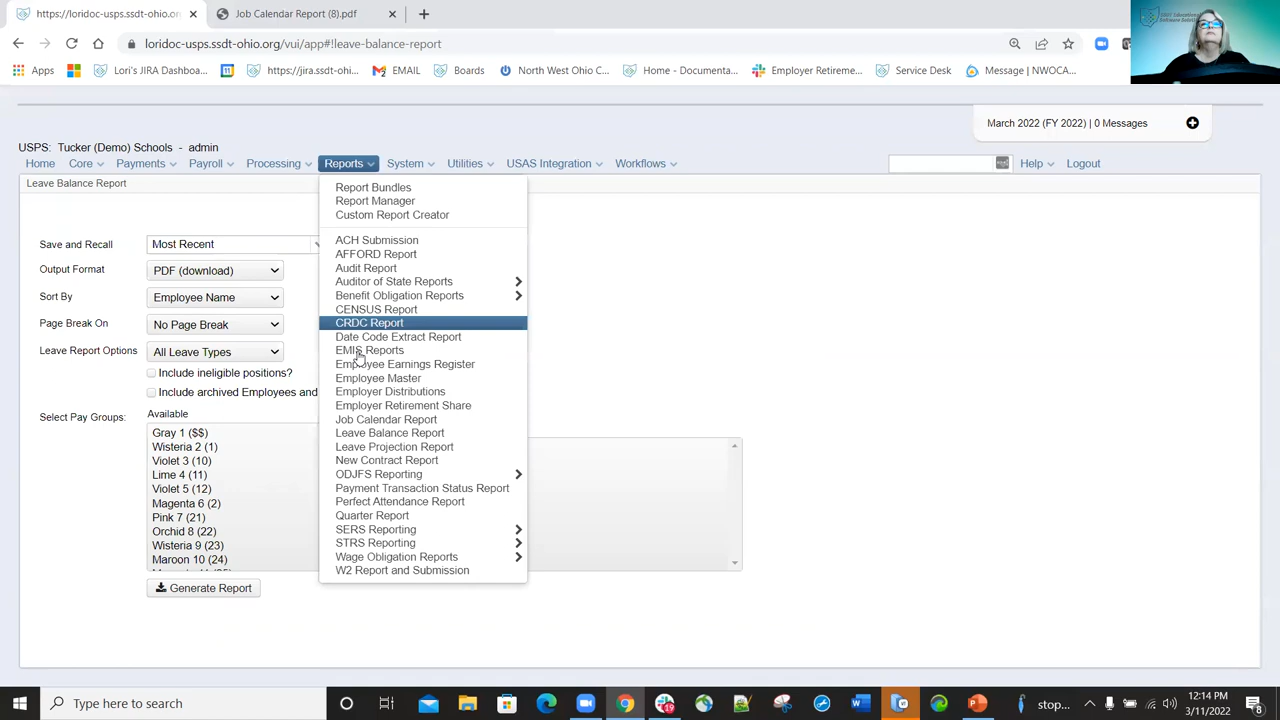 https://loridoc-usps.ssdt-ohio.org/
Job Calendar Report (8).pdf
loridoc-usps.ssdt-ohio.org/vui/app#!leave-balance-report
Apps
Lori's JIRA Dashboa...
https://jira.ssdt-ohi...
EMAIL
Boards
North West Ohio C...
Home - Documenta...
Employer Retireme...
Service Desk
Message | NWOCA...
March 2022 (FY 2022) | 0 Messages
USPS: Tucker (Demo) Schools - admin
Home Core Payments Payroll Processing Reports System Utilities USAS Integration Workflows Help Logout
Leave Balance Report
Save and Recall Most Recent
Output Format PDF (download)
Sort By Employee Name
Page Break On No Page Break
Leave Report Options All Leave Types
Include ineligible positions?
Include archived Employees and
Select Pay Groups: Available
Gray 1 ($$)
Wisteria 2 (1)
Violet 3 (10)
Lime 4 (11)
Violet 5 (12)
Magenta 6 (2)
Pink 7 (21)
Orchid 8 (22)
Wisteria 9 (23)
Maroon 10 (24)
Generate Report
Report Bundles
Report Manager
Custom Report Creator
ACH Submission
AFFORD Report
Audit Report
Auditor of State Reports
Benefit Obligation Reports
CENSUS Report
CRDC Report
Date Code Extract Report
EMIS Reports
Employee Earnings Register
Employee Master
Employer Distributions
Employer Retirement Share
Job Calendar Report
Leave Balance Report
Leave Projection Report
New Contract Report
ODJFS Reporting
Payment Transaction Status Report
Perfect Attendance Report
Quarter Report
SERS Reporting
STRS Reporting
Wage Obligation Reports
W2 Report and Submission
Type here to search
19
stop...
12:14 PM
3/11/2022
8